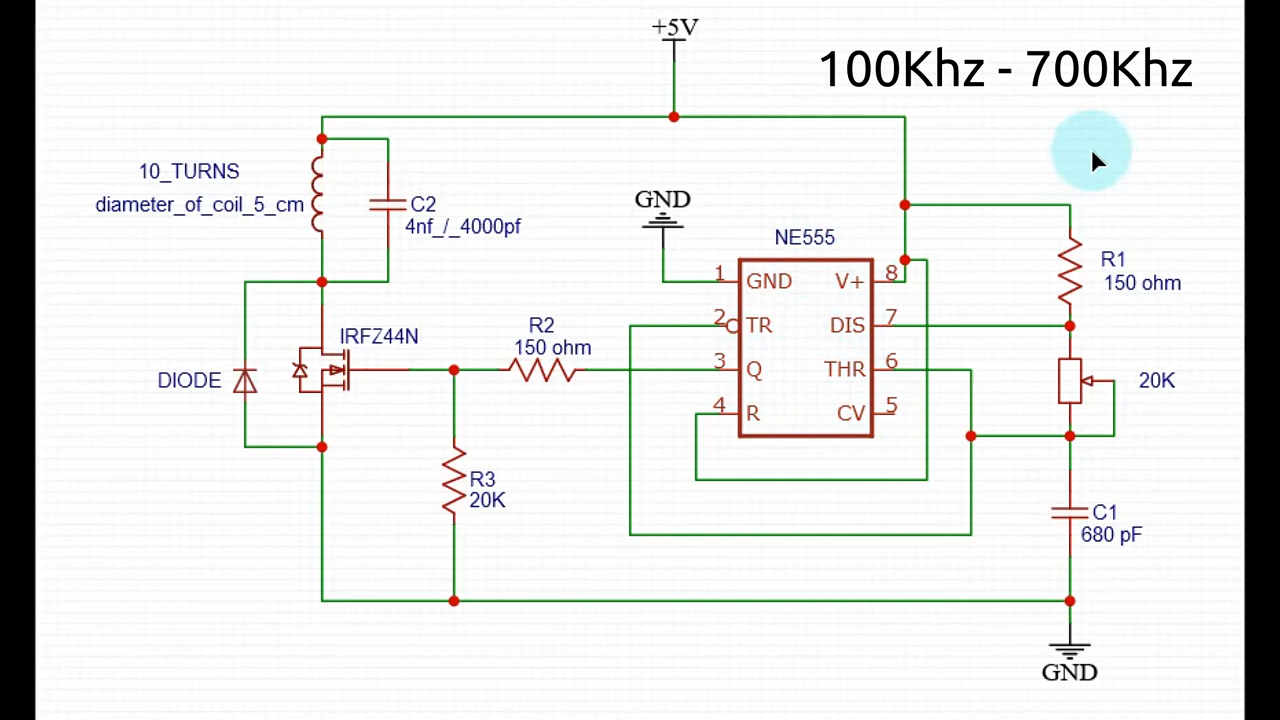 +5V
100Khz - 700Khz
10_TURNS
diameter_of_coil_5_cm
C2
4nf_/_4000pf
GND
NE555
R1
150 ohm
1 GND V+ 8
2 TR DIS 7
3 Q THR 6
4 R CV 5
IRFZ44N
R2
150 ohm
DIODE
20K
R3
20K
C1
680 pF
GND